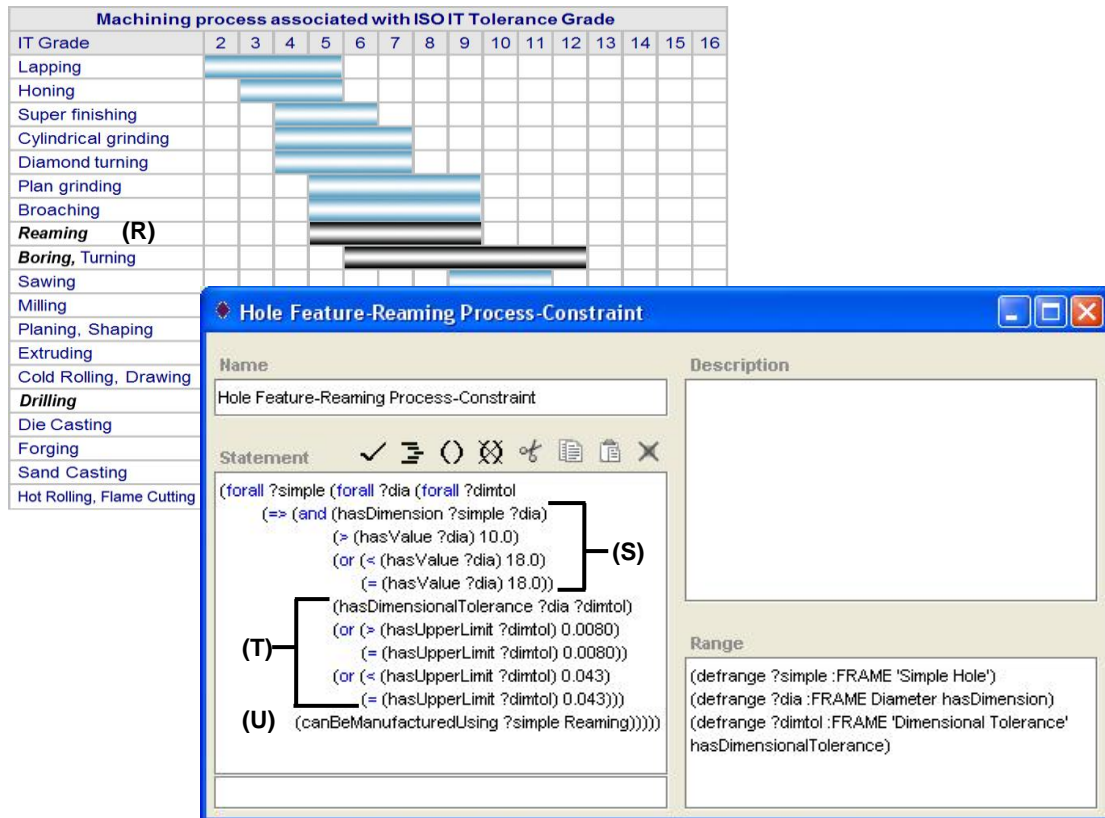 Machining process associated with ISO IT Tolerance Grade
IT Grade 2 3 4 5 6 7 8 9 10 11 12 13 14 15 16
Lapping
Honing
Super finishing
Cylindrical grinding
Diamond turning
Plan grinding
Broaching
Reaming (R)
Boring, Turning
Sawing
Milling
Planing, Shaping
Extruding
Cold Rolling, Drawing
Drilling
Die Casting
Forging
Sand Casting
Hot Rolling, Flame Cutting
Hole Feature-Reaming Process-Constraint
Name
Hole Feature-Reaming Process-Constraint
Statement
(forall ?simple (forall ?dia (forall ?dimtol
(=> (and (hasDimension ?simple ?dia)
(> (hasValue ?dia) 10.0)
(or (< (hasValue ?dia) 18.0)
(= (hasValue ?dia) 18.0))
(S)
(hasDimensionalTolerance ?dia ?dimtol)
(or (> (hasUpperLimit ?dimtol) 0.0080)
(= (hasUpperLimit ?dimtol) 0.0080))
(or (< (hasUpperLimit ?dimtol) 0.043)
(= (hasUpperLimit ?dimtol) 0.043)))
(T)
(U) (canBeManufacturedUsing ?simple Reaming)))))
Description
Range
(defrange ?simple :FRAME 'Simple Hole')
(defrange ?dia :FRAME Diameter hasDimension)
(defrange ?dimtol :FRAME 'Dimensional Tolerance'
hasDimensionalTolerance)